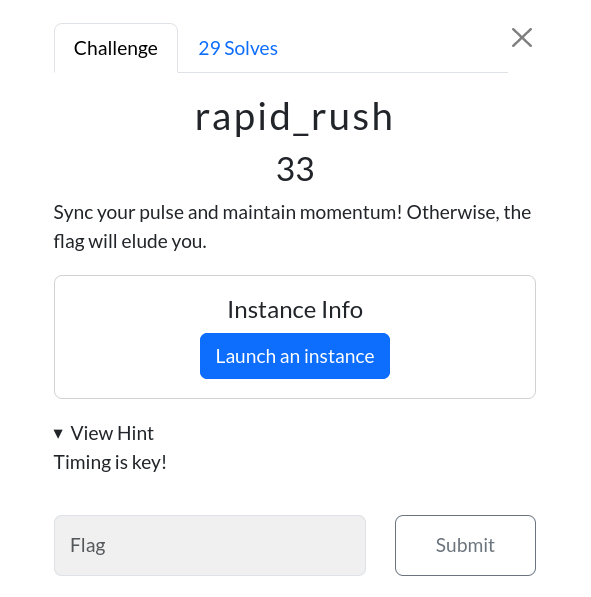 Challenge
29 Solves
rapid_rush
33
Sync your pulse and maintain momentum! Otherwise, the
flag will elude you.
Instance Info
Launch an instance
▾ View Hint
Timing is key!
Flag
Submit